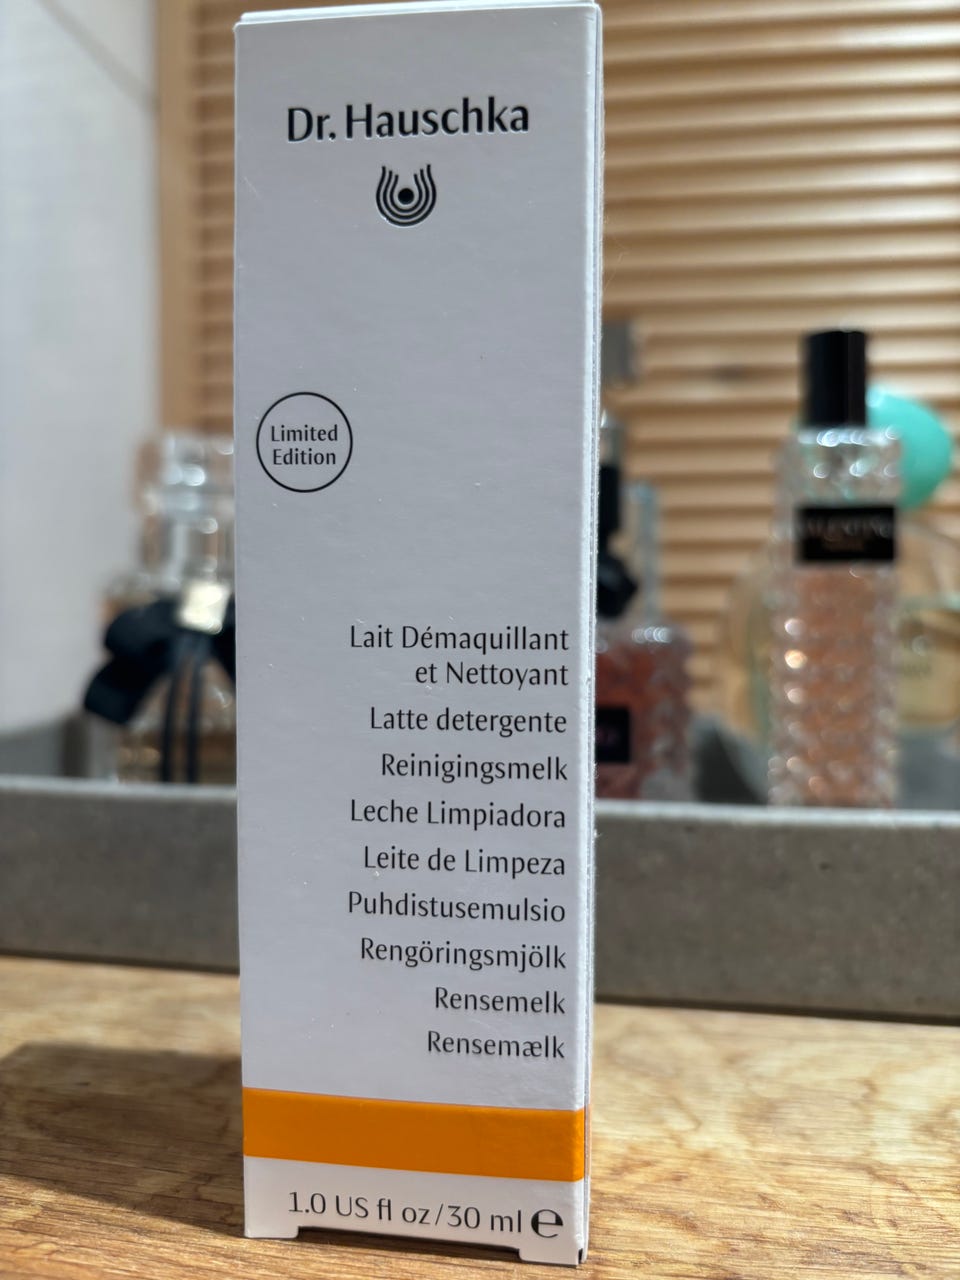 Dr. Hauschka
Limited
Edition
Lait Démaquillant
et Nettoyant
Latte detergente
Reinigingsmelk
Leche Limpiadora
Leite de Limpeza
Puhdistusemulsio
Rengöringsmjölk
Rensemelk
Rensemælk
1.0 US fl oz/30 ml ℮